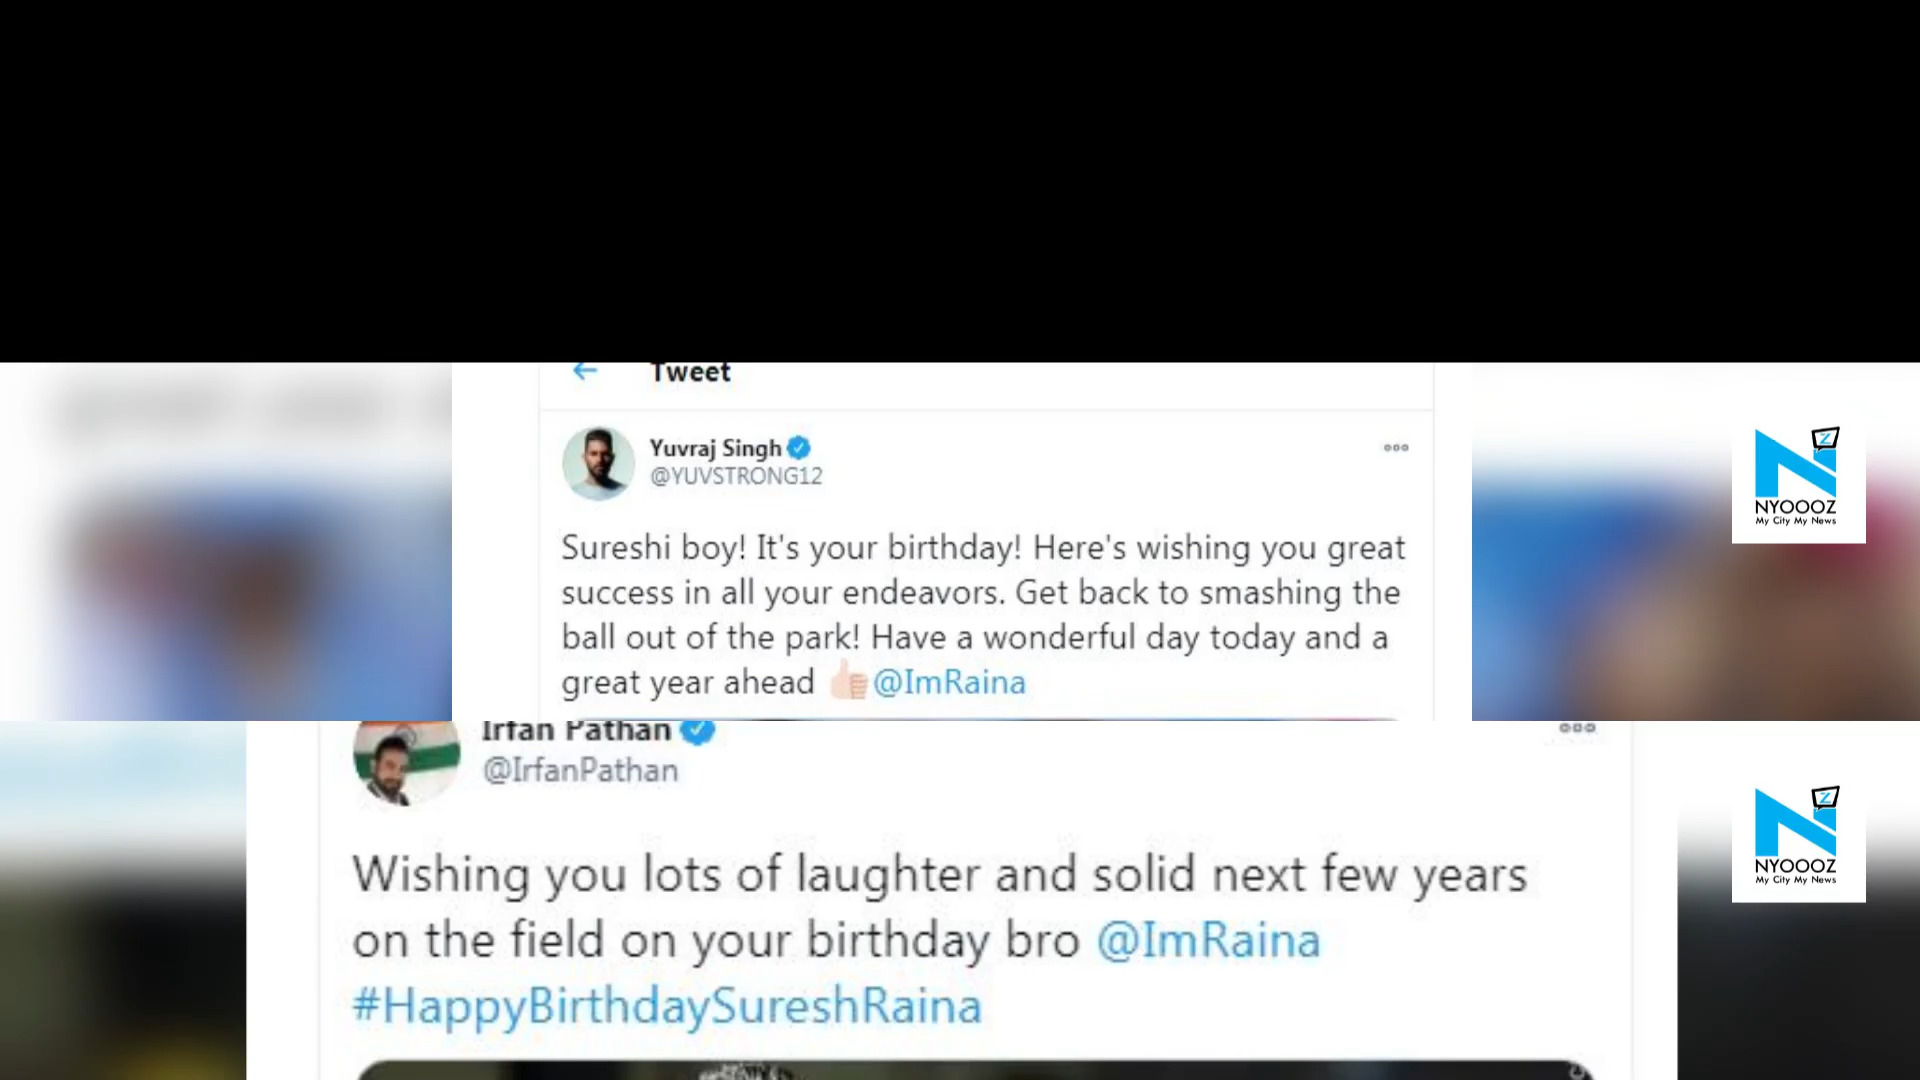 Tweet
Yuvraj Singh
@YUVSTRONG12
Sureshi boy! It's your birthday! Here's wishing you great
success in all your endeavors. Get back to smashing the
ball out of the park! Have a wonderful day today and a
great year ahead 👍🏻@ImRaina
NYOOOZ
My City My News
Irfan Pathan
@IrfanPathan
Wishing you lots of laughter and solid next few years
on the field on your birthday bro @ImRaina
#HappyBirthdaySureshRaina
NYOOOZ
My City My News